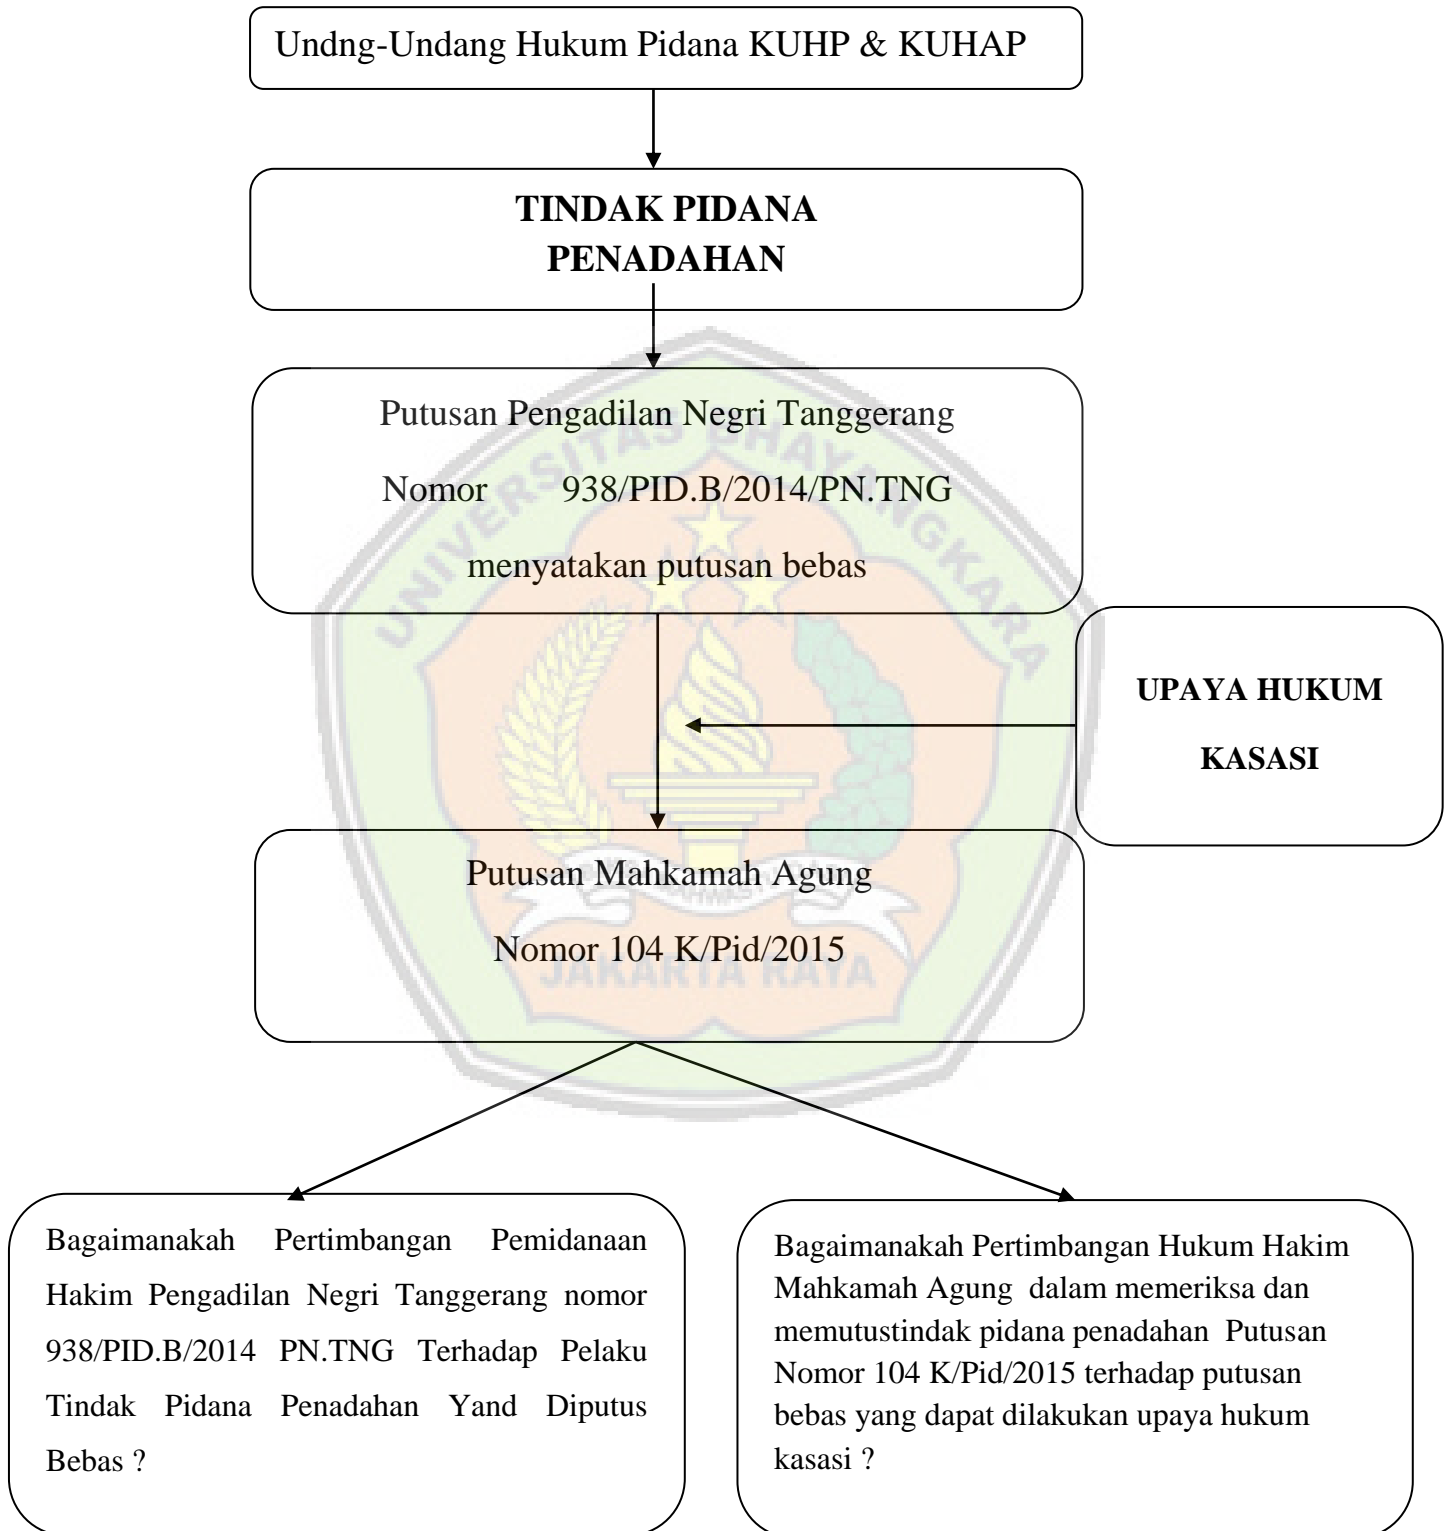 Undng-Undang Hukum Pidana KUHP & KUHAP
TINDAK PIDANA
PENADAHAN
Putusan Pengadilan Negri Tanggerang
Nomor 938/PID.B/2014/PN.TNG
menyatakan putusan bebas
UPAYA HUKUM
KASASI
Putusan Mahkamah Agung
Nomor 104 K/Pid/2015
Bagaimanakah Pertimbangan Pemidanaan
Hakim Pengadilan Negri Tanggerang nomor
938/PID.B/2014 PN.TNG Terhadap Pelaku
Tindak Pidana Penadahan Yand Diputus
Bebas ?
Bagaimanakah Pertimbangan Hukum Hakim
Mahkamah Agung dalam memeriksa dan
memutustindak pidana penadahan Putusan
Nomor 104 K/Pid/2015 terhadap putusan
bebas yang dapat dilakukan upaya hukum
kasasi ?
UNIVERSITAS BHAYANGKARA
JAKARTA RAYA